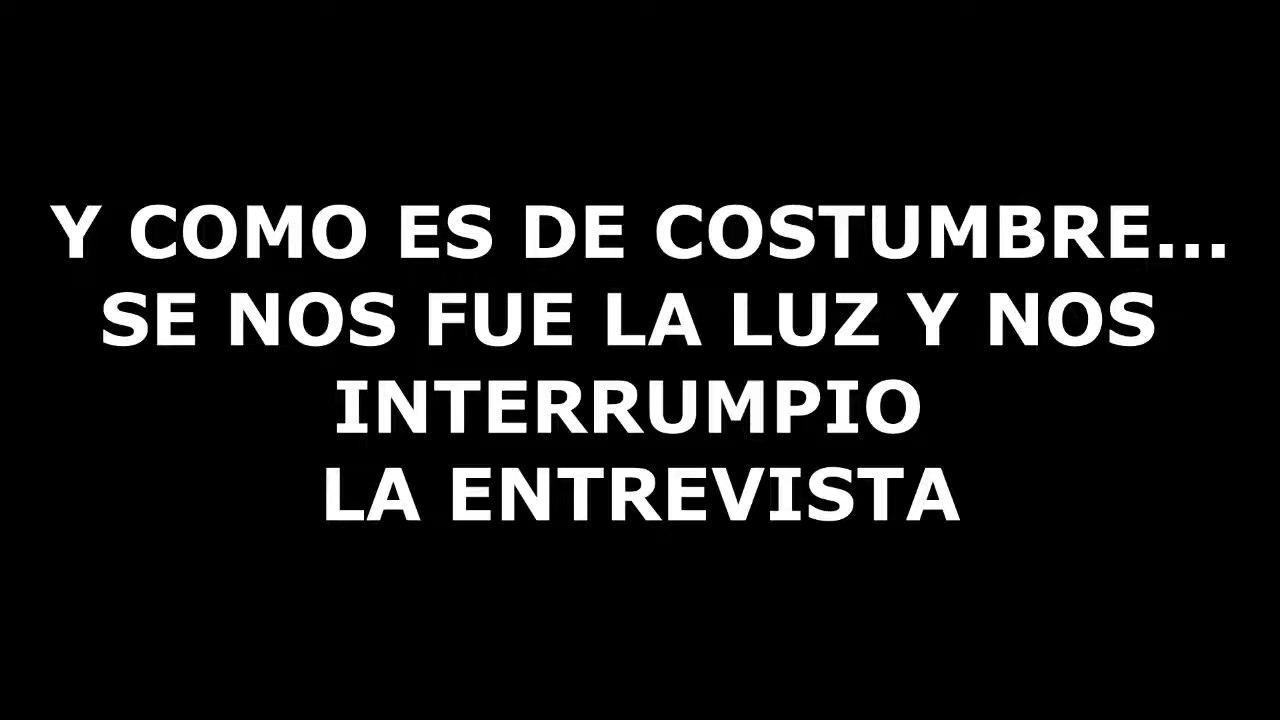 Y COMO ES DE COSTUMBRE...
SE NOS FUE LA LUZ Y NOS
INTERRUMPIO
LA ENTREVISTA